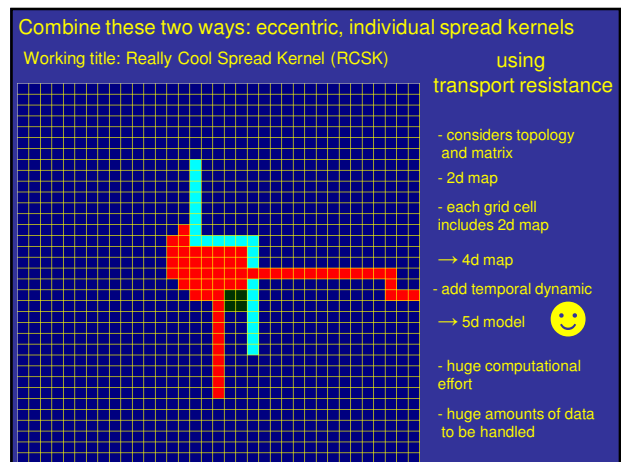 Combine these two ways: eccentric, individual spread kernels
Working title: Really Cool Spread Kernel (RCSK)
using
transport resistance
- considers topology
and matrix
- 2d map
- each grid cell
includes 2d map
→ 4d map
- add temporal dynamic
→ 5d model
- huge computational
effort
- huge amounts of data
to be handled